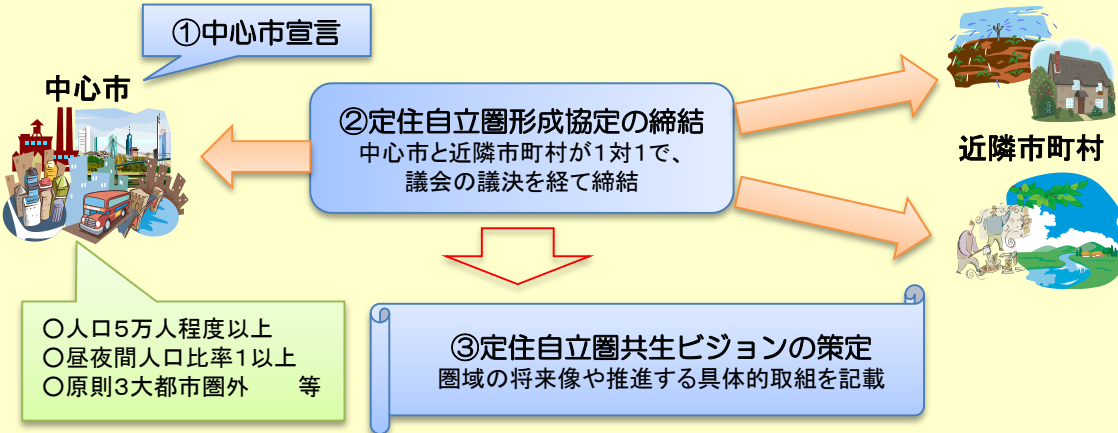 ①中心市宣言
中心市
②定住自立圏形成協定の締結
中心市と近隣市町村が1対1で、
議会の議決を経て締結
近隣市町村
○人口5万人程度以上
○昼夜間人口比率1以上
○原則3大都市圏外　　等
③定住自立圏共生ビジョンの策定
圏域の将来像や推進する具体的取組を記載